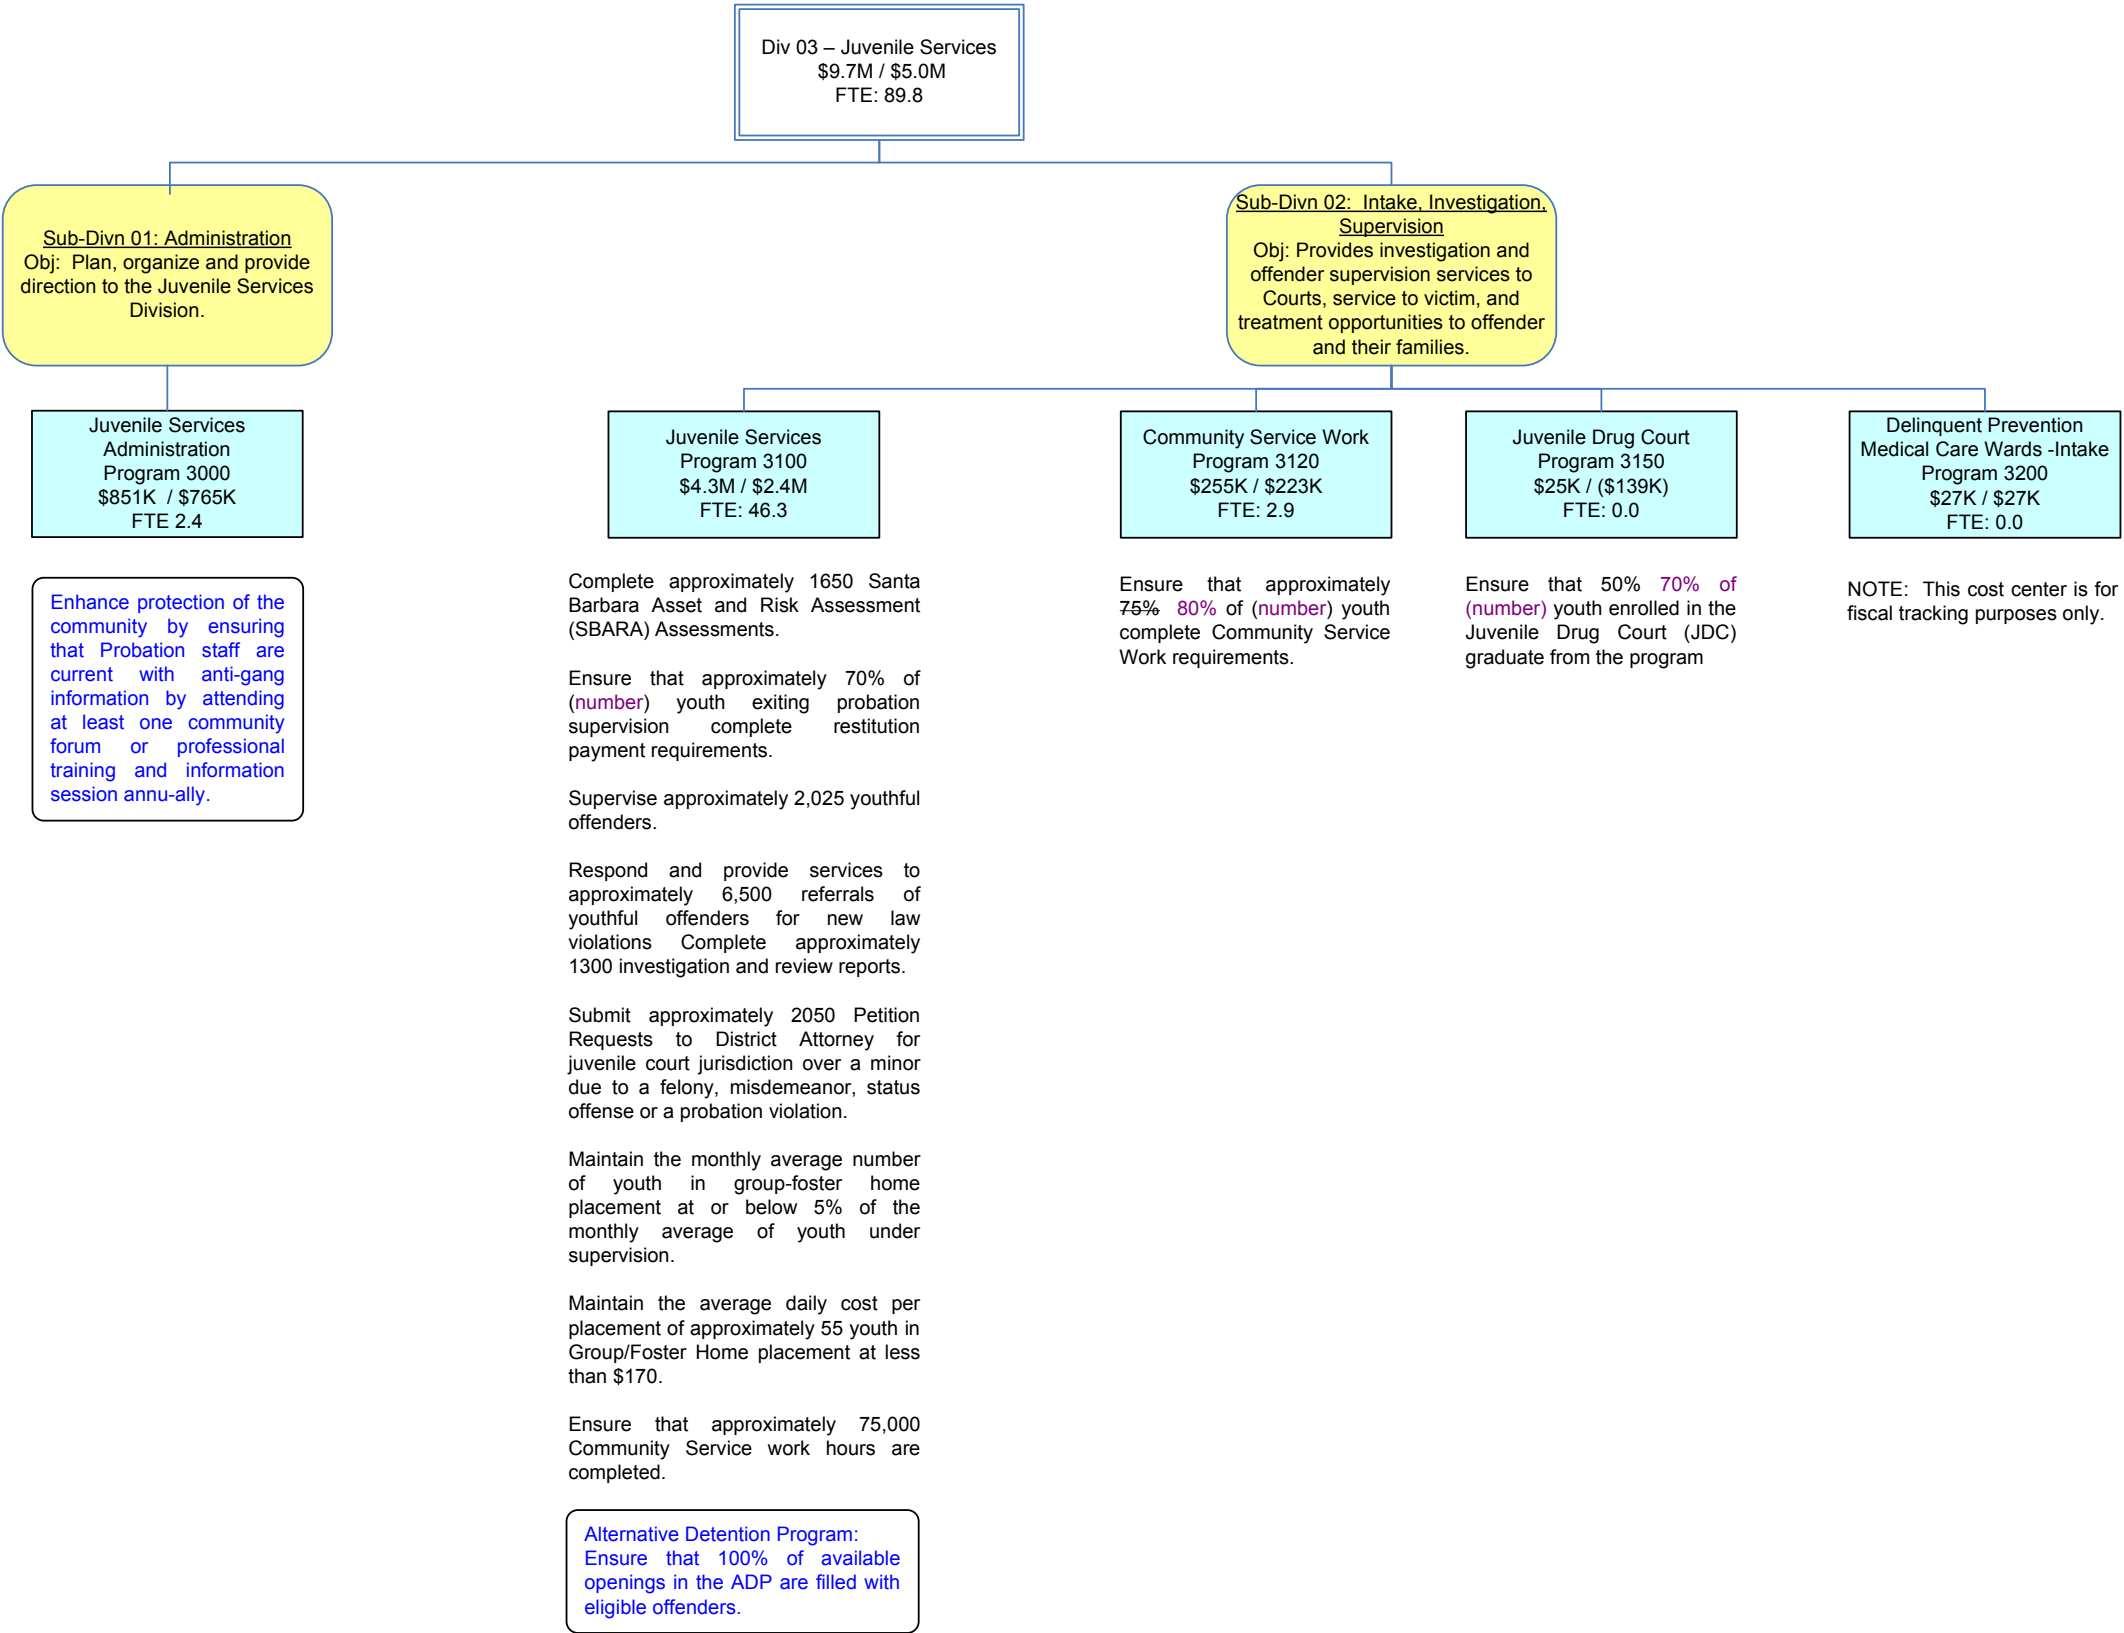 Div 03 – Juvenile Services
$9.7M / $5.0M
FTE: 89.8
Sub-Divn 01: Administration
Obj:  Plan, organize and provide
direction to the Juvenile Services
Division.
Sub-Divn 02:  Intake, Investigation,
Supervision
Obj: Provides investigation and
offender supervision services to
Courts, service to victim, and
treatment opportunities to offender
and their families.
Juvenile Services
Administration
Program 3000
$851K  / $765K
FTE 2.4
Juvenile Services
Program 3100
$4.3M / $2.4M
FTE: 46.3
Community Service Work
Program 3120
$255K / $223K
FTE: 2.9
Juvenile Drug Court
Program 3150
$25K / ($139K)
FTE: 0.0
Delinquent Prevention
Medical Care Wards -Intake
Program 3200
$27K / $27K
FTE: 0.0
Enhance protection of the
community by ensuring
that Probation staff are
current with anti-gang
information by attending
at least one community
forum or professional
training and information
session annu-ally.
Complete approximately 1650 Santa
Barbara Asset and Risk Assessment
(SBARA) Assessments.
Ensure that approximately 70% of
(number) youth exiting probation
supervision complete restitution
payment requirements.
Supervise approximately 2,025 youthful
offenders.
Respond and provide services to
approximately 6,500 referrals of
youthful offenders for new law
violations Complete approximately
1300 investigation and review reports.
Submit approximately 2050 Petition
Requests to District Attorney for
juvenile court jurisdiction over a minor
due to a felony, misdemeanor, status
offense or a probation violation.
Maintain the monthly average number
of youth in group-foster home
placement at or below 5% of the
monthly average of youth under
supervision.
Maintain the average daily cost per
placement of approximately 55 youth in
Group/Foster Home placement at less
than $170.
Ensure that approximately 75,000
Community Service work hours are
completed.
Alternative Detention Program:
Ensure that 100% of available
openings in the ADP are filled with
eligible offenders.
Ensure that approximately
75% 80% of (number) youth
complete Community Service
Work requirements.
Ensure that 50% 70% of
(number) youth enrolled in the
Juvenile Drug Court (JDC)
graduate from the program
NOTE:  This cost center is for
fiscal tracking purposes only.